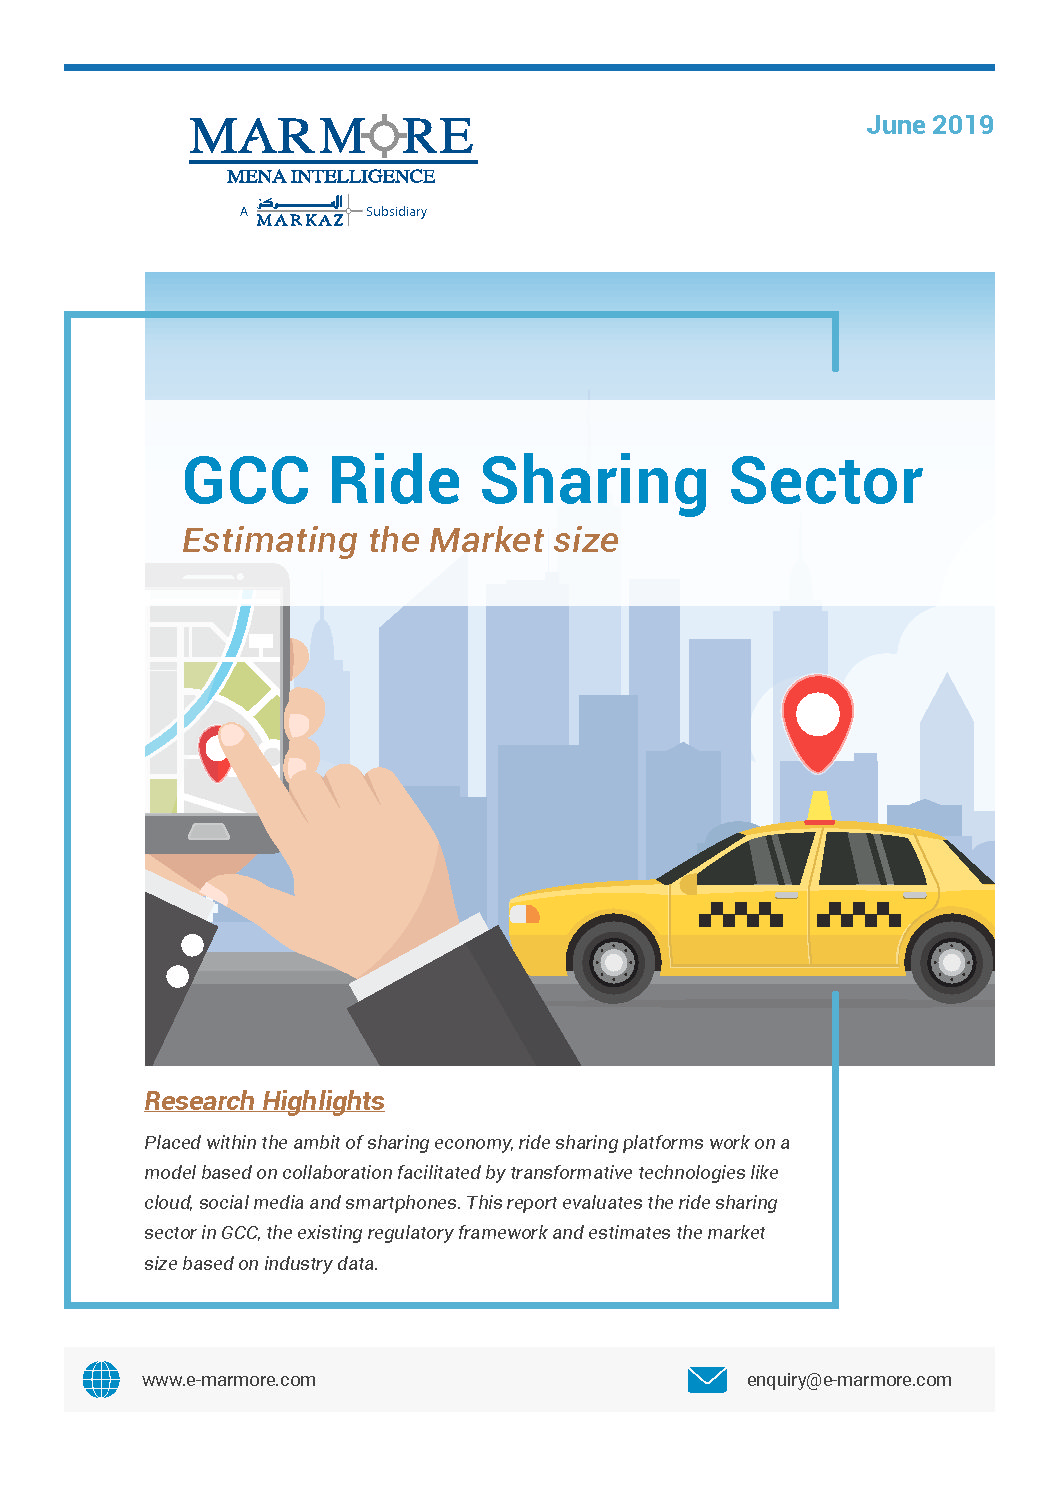 June 2019
MARMORE
MENA INTELLIGENCE
A المركز Subsidiary
MARKAZ
GCC Ride Sharing Sector
Estimating the Market size
Research Highlights
Placed within the ambit of sharing economy, ride sharing platforms work on a
model based on collaboration facilitated by transformative technologies like
cloud, social media and smartphones. This report evaluates the ride sharing
sector in GCC, the existing regulatory framework and estimates the market
size based on industry data.
www.e-marmore.com
enquiry@e-marmore.com